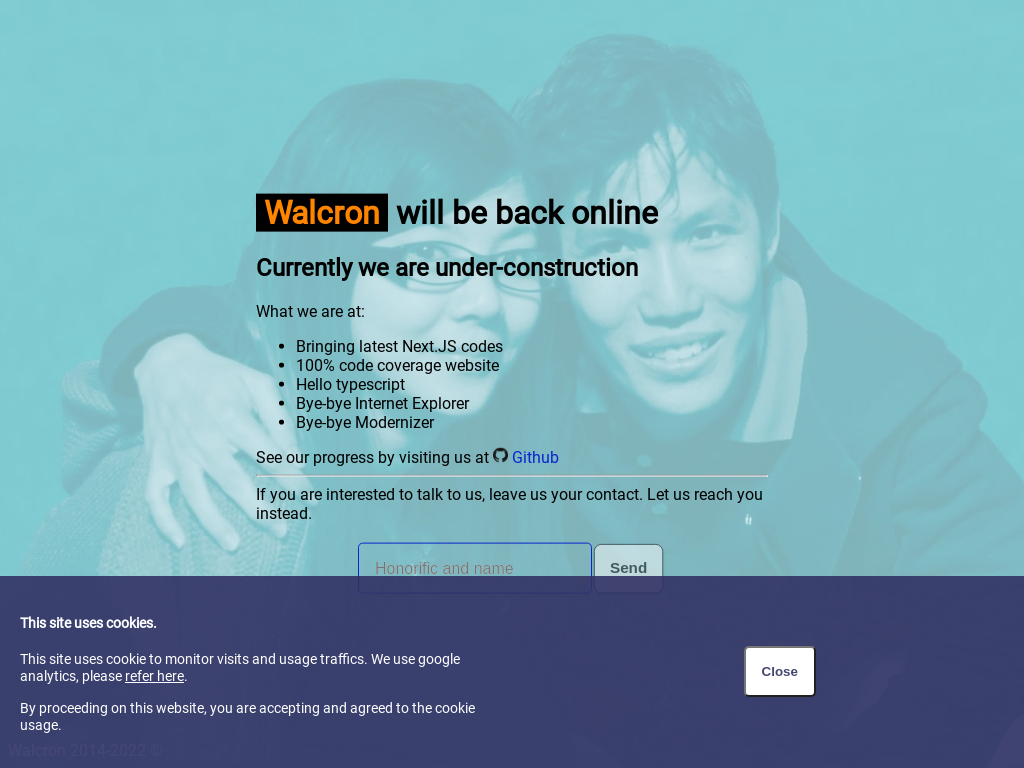 Walcron will be back online
Currently we are under-construction
What we are at:
Bringing latest Next.JS codes
100% code coverage website
Hello typescript
Bye-bye Internet Explorer
Bye-bye Modernizer
See our progress by visiting us at Github
If you are interested to talk to us, leave us your contact. Let us reach you
instead.
Honorific and name
Send
This site uses cookies.
This site uses cookie to monitor visits and usage traffic. We use google
analytics, please refer here.
Close
By proceeding on this website, you are accepting and agreed to the cookie
usage.
Walcron 2014-2022 ©